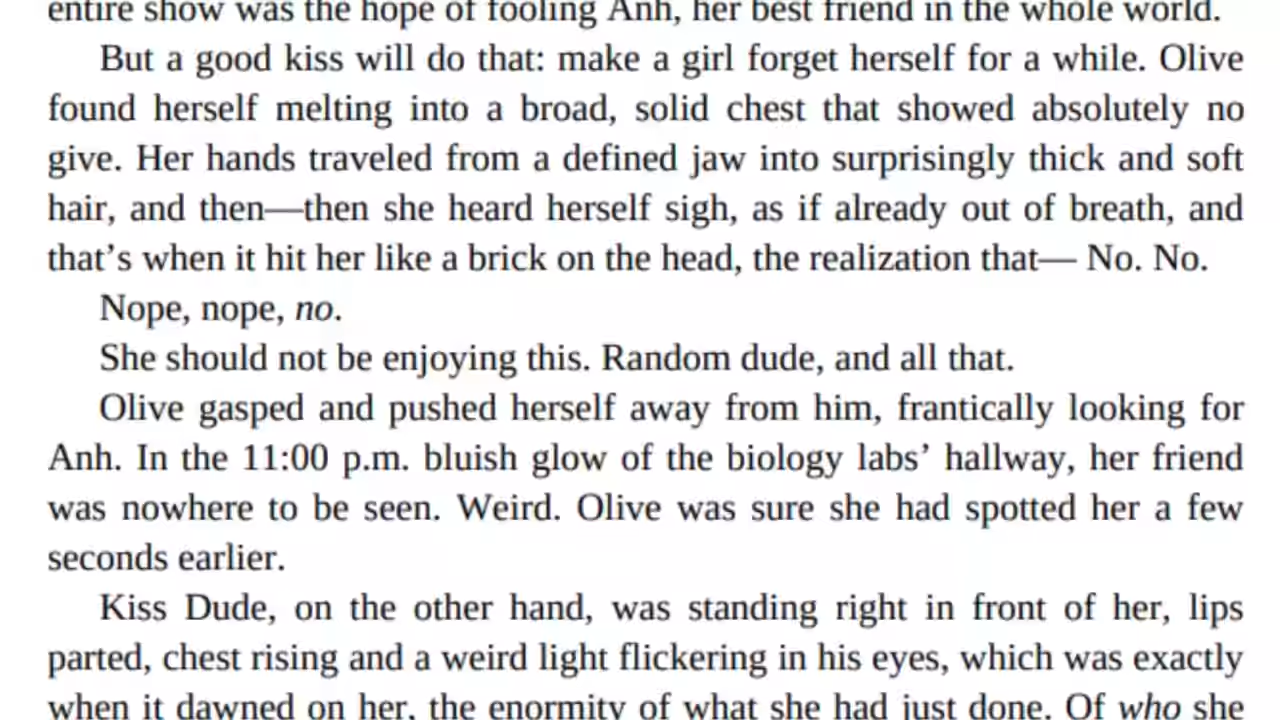 entire show was the hope of fooling Anh, her best friend in the whole world.
But a good kiss will do that: make a girl forget herself for a while. Olive
found herself melting into a broad, solid chest that showed absolutely no
give. Her hands traveled from a defined jaw into surprisingly thick and soft
hair, and then—then she heard herself sigh, as if already out of breath, and
that’s when it hit her like a brick on the head, the realization that— No. No.
Nope, nope, no.
She should not be enjoying this. Random dude, and all that.
Olive gasped and pushed herself away from him, frantically looking for
Anh. In the 11:00 p.m. bluish glow of the biology labs’ hallway, her friend
was nowhere to be seen. Weird. Olive was sure she had spotted her a few
seconds earlier.
Kiss Dude, on the other hand, was standing right in front of her, lips
parted, chest rising and a weird light flickering in his eyes, which was exactly
when it dawned on her, the enormity of what she had just done. Of who she